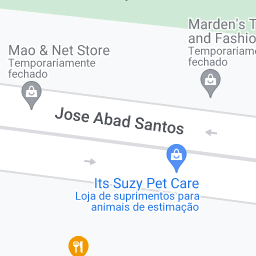 Marden's T
and Fashio
Temporariam
fechado
Mao & Net Store
Temporariamente
fechado
Jose Abad Santos
Its Suzy Pet Care
Loja de suprimentos para
animais de estimação